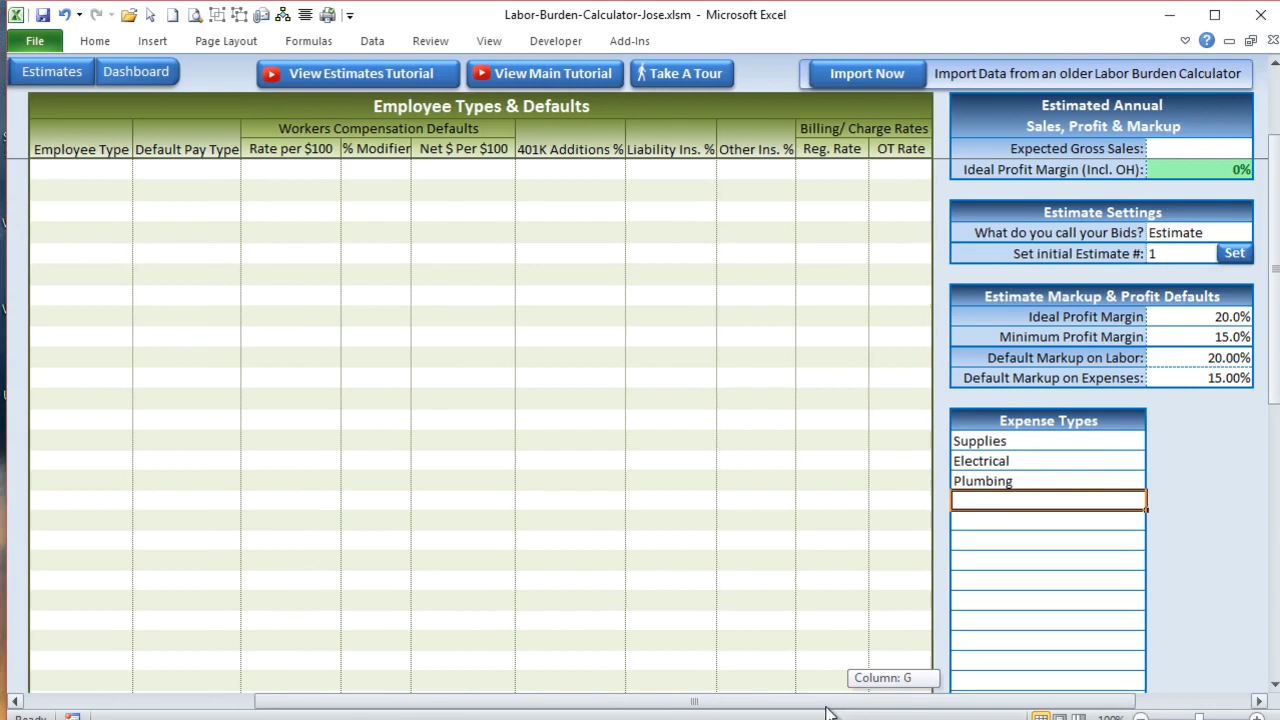 Labor-Burden-Calculator-Jose.xlsm - Microsoft Excel
File Home Insert Page Layout Formulas Data Review View Developer Add-Ins
Estimates Dashboard View Estimates Tutorial View Main Tutorial Take A Tour Import Now Import Data from an older Labor Burden Calculator
Employee Types & Defaults
Workers Compensation Defaults Billing/ Charge Rates
Employee Type Default Pay Type Rate per $100 % Modifier Net $ Per $100 401K Additions % Liability Ins. % Other Ins. % Reg. Rate OT Rate
Estimated Annual
Sales, Profit & Markup
Expected Gross Sales:
Ideal Profit Margin (Incl. OH): 0%
Estimate Settings
What do you call your Bids? Estimate
Set initial Estimate #: 1 Set
Estimate Markup & Profit Defaults
Ideal Profit Margin 20.0%
Minimum Profit Margin 15.0%
Default Markup on Labor: 20.00%
Default Markup on Expenses: 15.00%
Expense Types
Supplies
Electrical
Plumbing
Column: G
Ready 100%